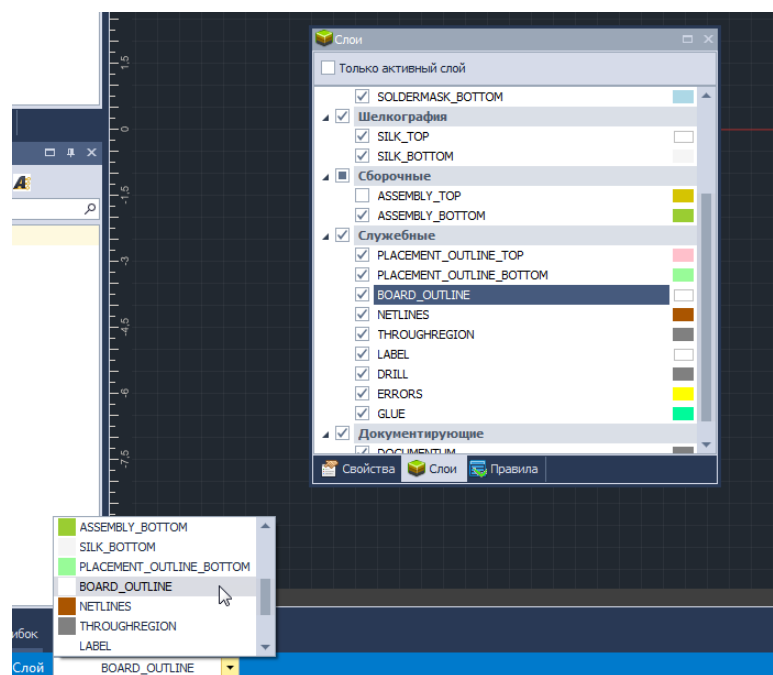 Слои
Только активный слой
SOLDERMASK_BOTTOM
Шелкография
SILK_TOP
SILK_BOTTOM
Сборочные
ASSEMBLY_TOP
ASSEMBLY_BOTTOM
Служебные
PLACEMENT_OUTLINE_TOP
PLACEMENT_OUTLINE_BOTTOM
BOARD_OUTLINE
NETLINES
THROUGHREGION
LABEL
DRILL
ERRORS
GLUE
Документирующие
DOCUMENTUM
Свойства Слои Правила
1,5
0
-1,5
-3
-4,5
-6
-7,5
A
ASSEMBLY_BOTTOM
SILK_BOTTOM
PLACEMENT_OUTLINE_BOTTOM
BOARD_OUTLINE
NETLINES
THROUGHREGION
LABEL
ибок
Слой BOARD_OUTLINE